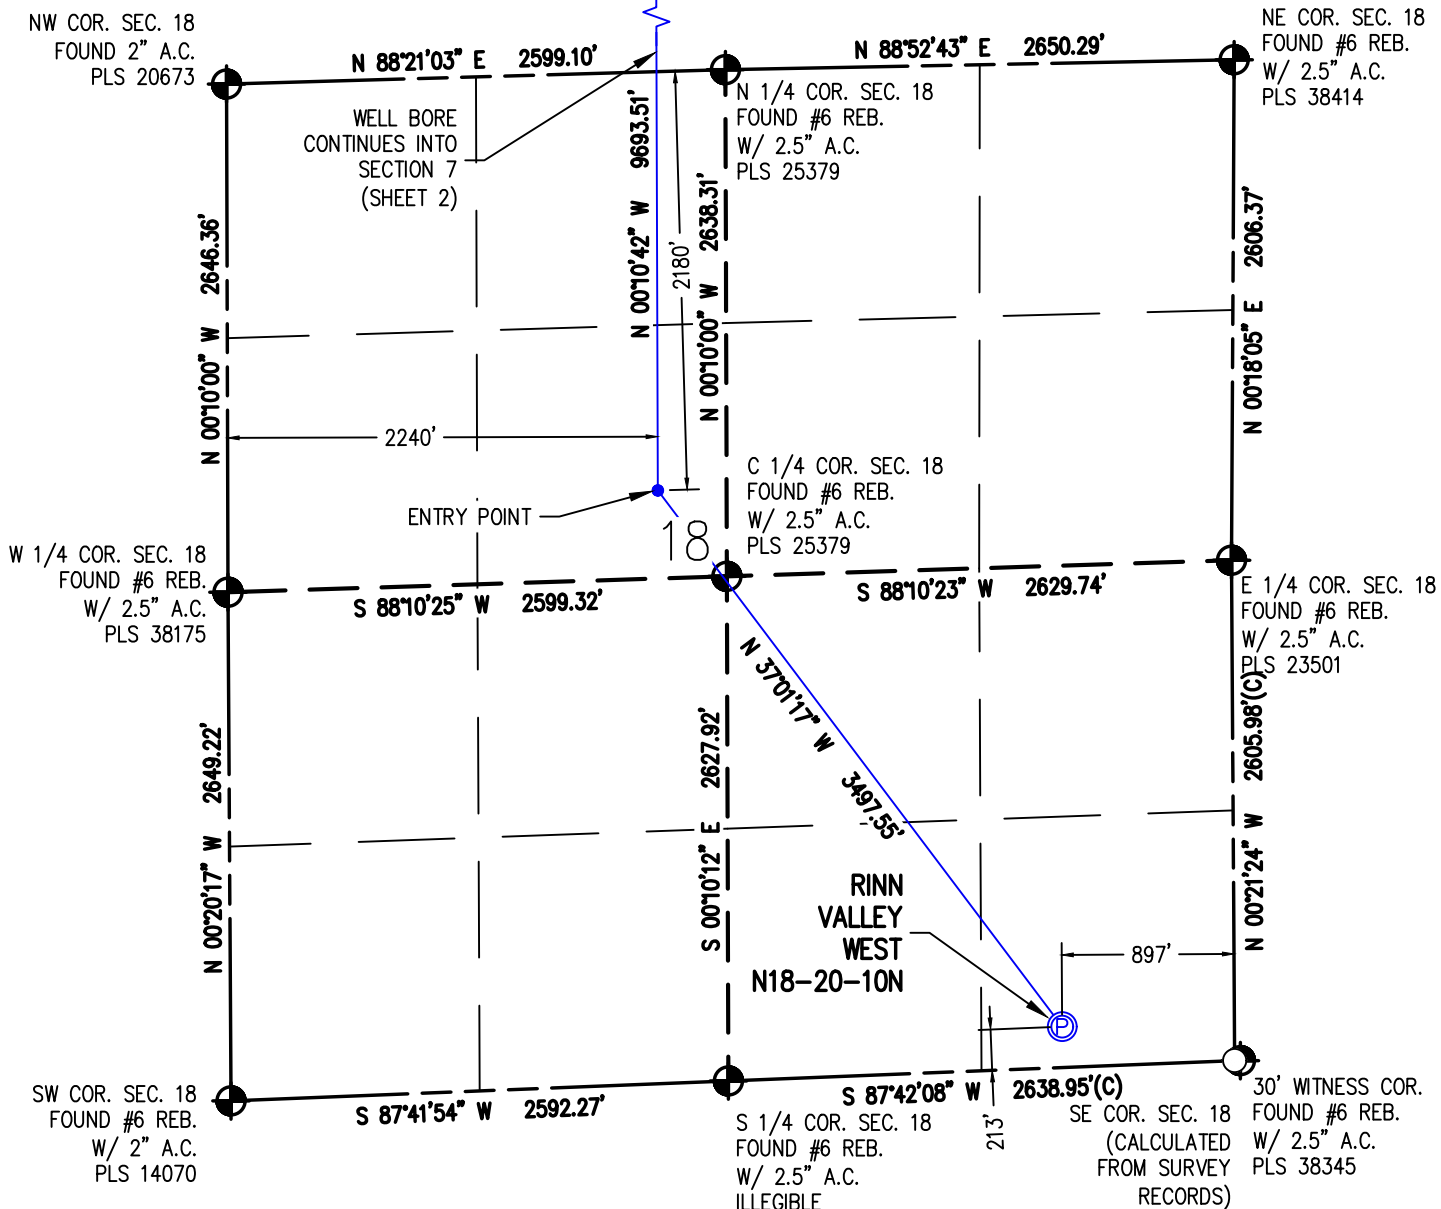 NW COR. SEC. 18
FOUND 2" A.C.
PLS 20673
N 88°21'03" E 2599.10'
N 88°52'43" E 2650.29'
NE COR. SEC. 18
FOUND #6 REB.
W/ 2.5" A.C.
PLS 38414
WELL BORE
CONTINUES INTO
SECTION 7
(SHEET 2)
N 1/4 COR. SEC. 18
FOUND #6 REB.
W/ 2.5" A.C.
PLS 25379
N 00°10'00" W 2646.36'
N 00°10'42" W 9693.51'
2180'
N 00°10'00" W 2638.31'
N 00°18'05" E 2606.37'
2240'
ENTRY POINT
18
C 1/4 COR. SEC. 18
FOUND #6 REB.
W/ 2.5" A.C.
PLS 25379
W 1/4 COR. SEC. 18
FOUND #6 REB.
W/ 2.5" A.C.
PLS 38175
S 88°10'25" W 2599.32'
S 88°10'23" W 2629.74'
E 1/4 COR. SEC. 18
FOUND #6 REB.
W/ 2.5" A.C.
PLS 23501
N 00°20'17" W 2649.22'
S 00°10'12" E 2627.92'
N 37°01'17" W 3497.55'
N 00°21'24" W 2605.98'(C)
RINN
VALLEY
WEST
N18-20-10N
897'
P
213'
SW COR. SEC. 18
FOUND #6 REB.
W/ 2" A.C.
PLS 14070
S 87°41'54" W 2592.27'
S 87°42'08" W 2638.95'(C)
S 1/4 COR. SEC. 18
FOUND #6 REB.
W/ 2.5" A.C.
ILLEGIBLE
SE COR. SEC. 18
(CALCULATED
FROM SURVEY
RECORDS)
30' WITNESS COR.
FOUND #6 REB.
W/ 2.5" A.C.
PLS 38345